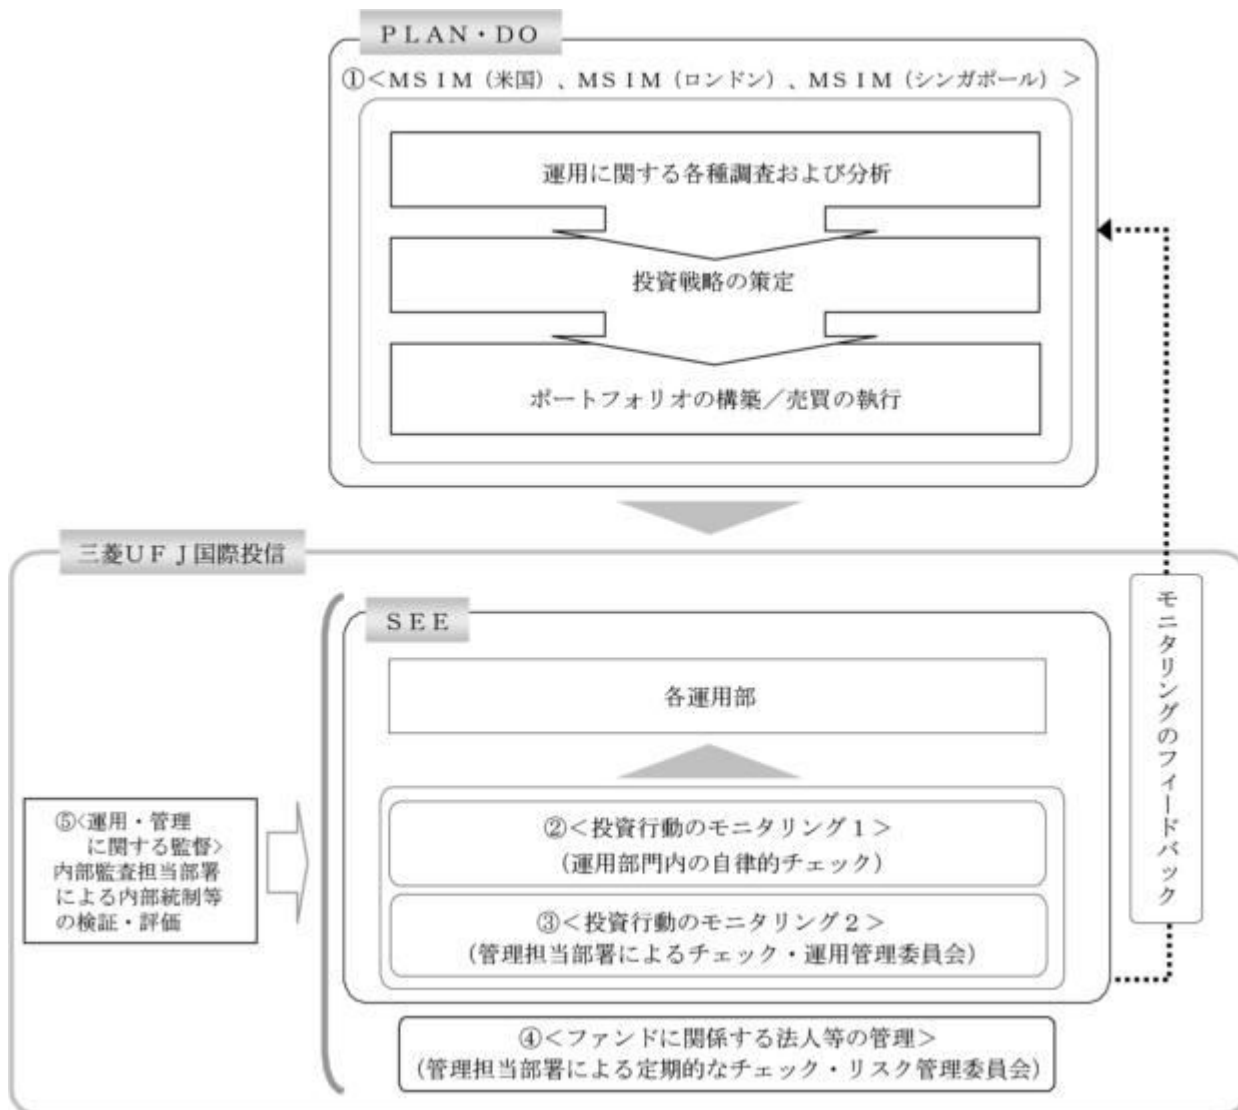 ＰＬＡＮ・ＤＯ
①＜ＭＳＩＭ（米国）、ＭＳＩＭ（ロンドン）、ＭＳＩＭ（シンガポール）＞
運用に関する各種調査および分析
投資戦略の策定
ポートフォリオの構築／売買の執行
三菱ＵＦＪ国際投信
ＳＥＥ
各運用部
②＜投資行動のモニタリング１＞
（運用部門内の自律的チェック）
③＜投資行動のモニタリング２＞
（管理担当部署によるチェック・運用管理委員会）
④＜ファンドに関係する法人等の管理＞
（管理担当部署による定期的なチェック・リスク管理委員会）
⑤<運用・管理
に関する監督>
内部監査担当部署
による内部統制等
の検証・評価
モニタリングのフィードバック